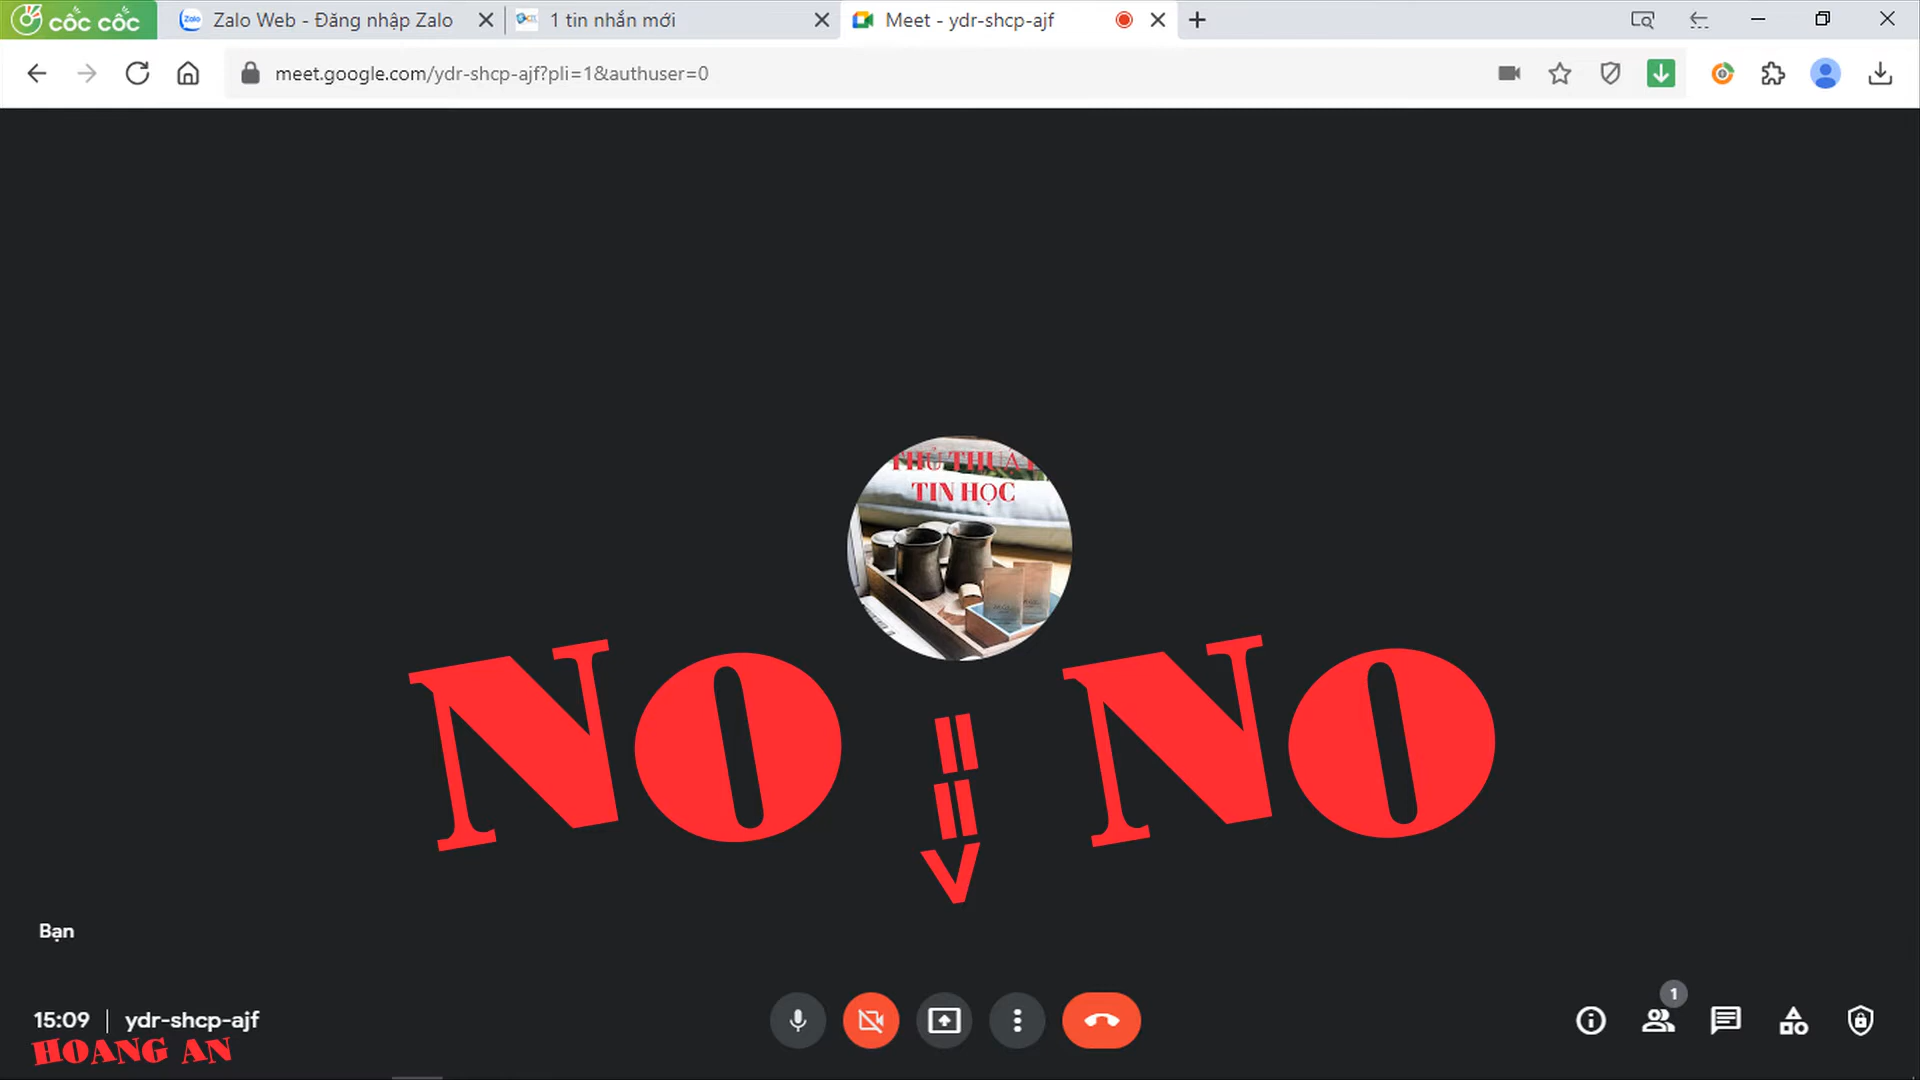 cốc cốc
Zalo Web - Đăng nhập Zalo
1 tin nhắn mới
Meet - ydr-shcp-ajf
meet.google.com/ydr-shcp-ajf?pli=1&authuser=0
THỦ THUẬT
TIN HỌC
NO NO
==>
Bạn
15:09 | ydr-shcp-ajf
1
HOANG AN